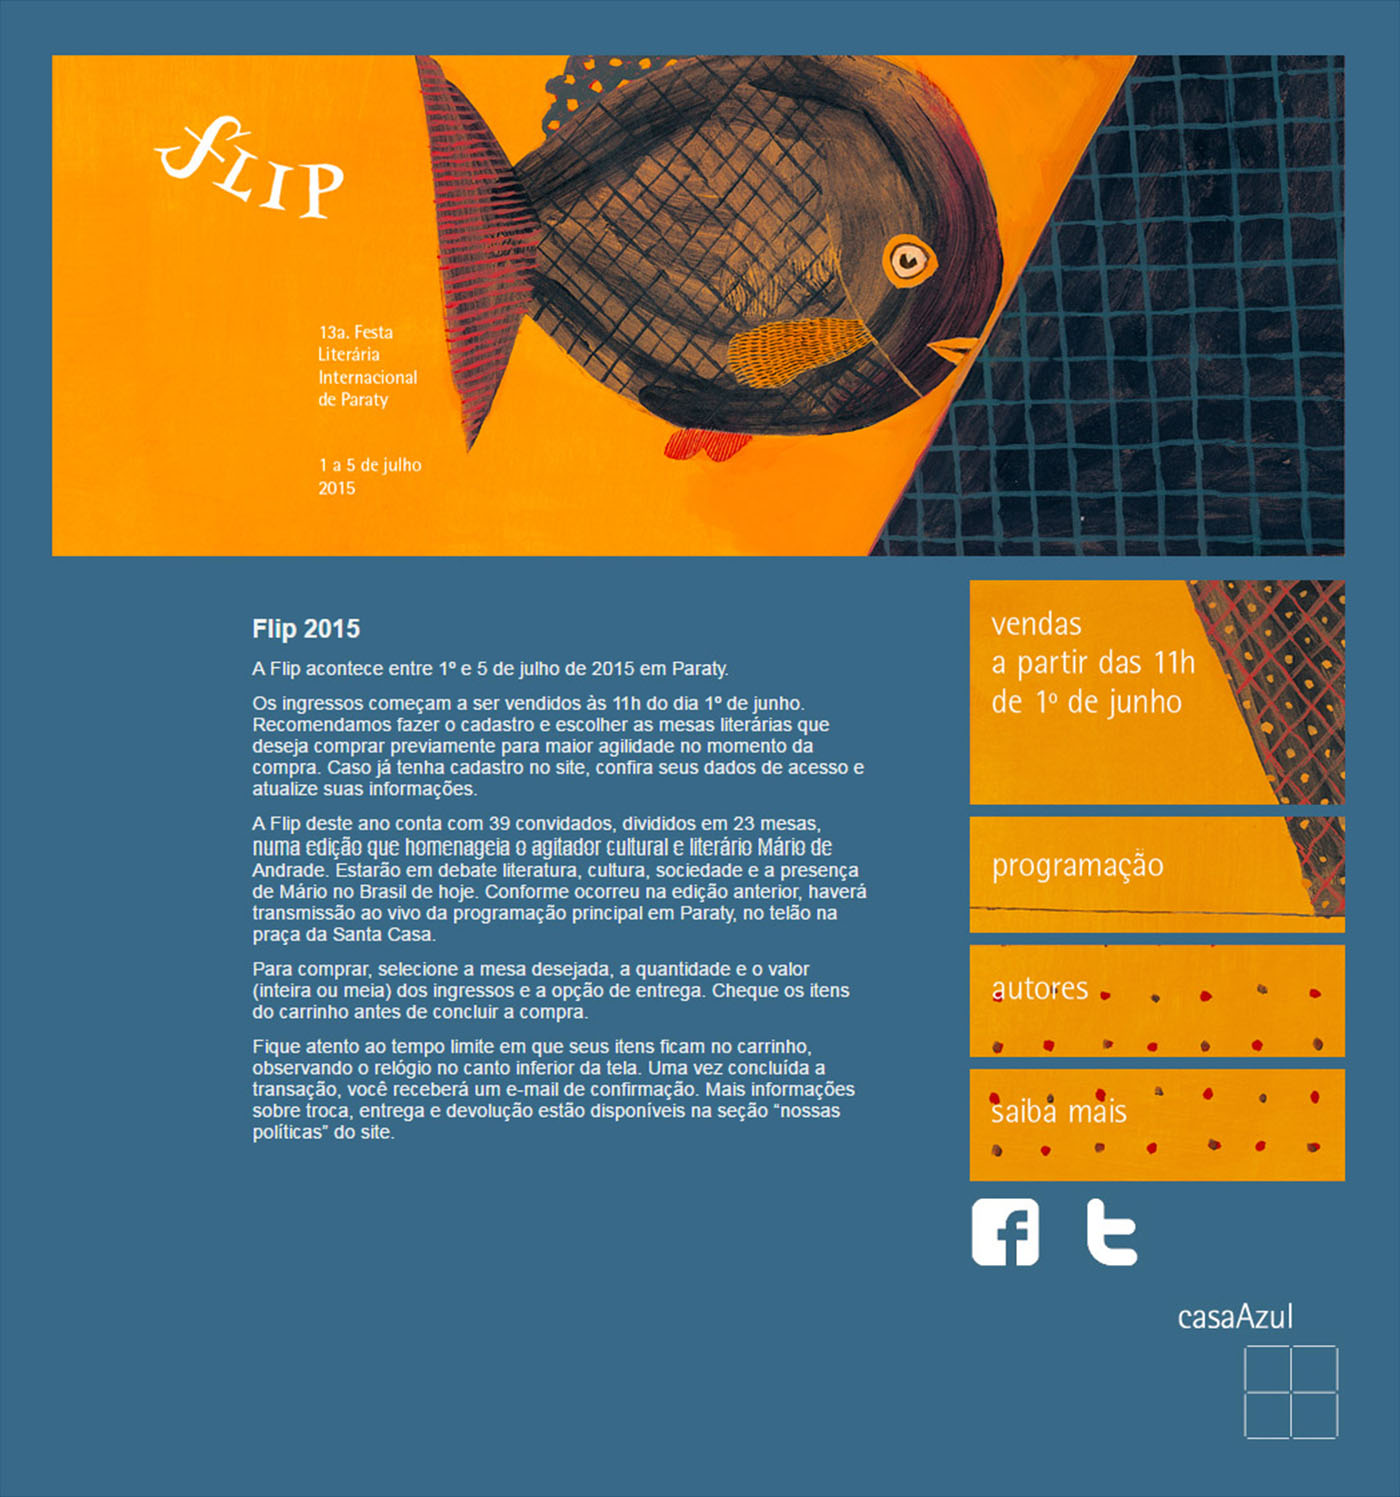 FLIP
13a. Festa
Literária
Internacional
de Paraty
1 a 5 de julho
2015
Flip 2015
A Flip acontece entre 1º e 5 de julho de 2015 em Paraty.
Os ingressos começam a ser vendidos às 11h do dia 1º de junho.
Recomendamos fazer o cadastro e escolher as mesas literárias que
deseja comprar previamente para maior agilidade no momento da
compra. Caso já tenha cadastro no site, confira seus dados de acesso e
atualize suas informações.
A Flip deste ano conta com 39 convidados, divididos em 23 mesas,
numa edição que homenageia o agitador cultural e literário Mário de
Andrade. Estarão em debate literatura, cultura, sociedade e a presença
de Mário no Brasil de hoje. Conforme ocorreu na edição anterior, haverá
transmissão ao vivo da programação principal em Paraty, no telão na
praça da Santa Casa.
Para comprar, selecione a mesa desejada, a quantidade e o valor
(inteira ou meia) dos ingressos e a opção de entrega. Cheque os itens
do carrinho antes de concluir a compra.
Fique atento ao tempo limite em que seus itens ficam no carrinho,
observando o relógio no canto inferior da tela. Uma vez concluída a
transação, você receberá um e-mail de confirmação. Mais informações
sobre troca, entrega e devolução estão disponíveis na seção “nossas
políticas” do site.
vendas
a partir das 11h
de 1º de junho
programação
autores
saiba mais
casaAzul